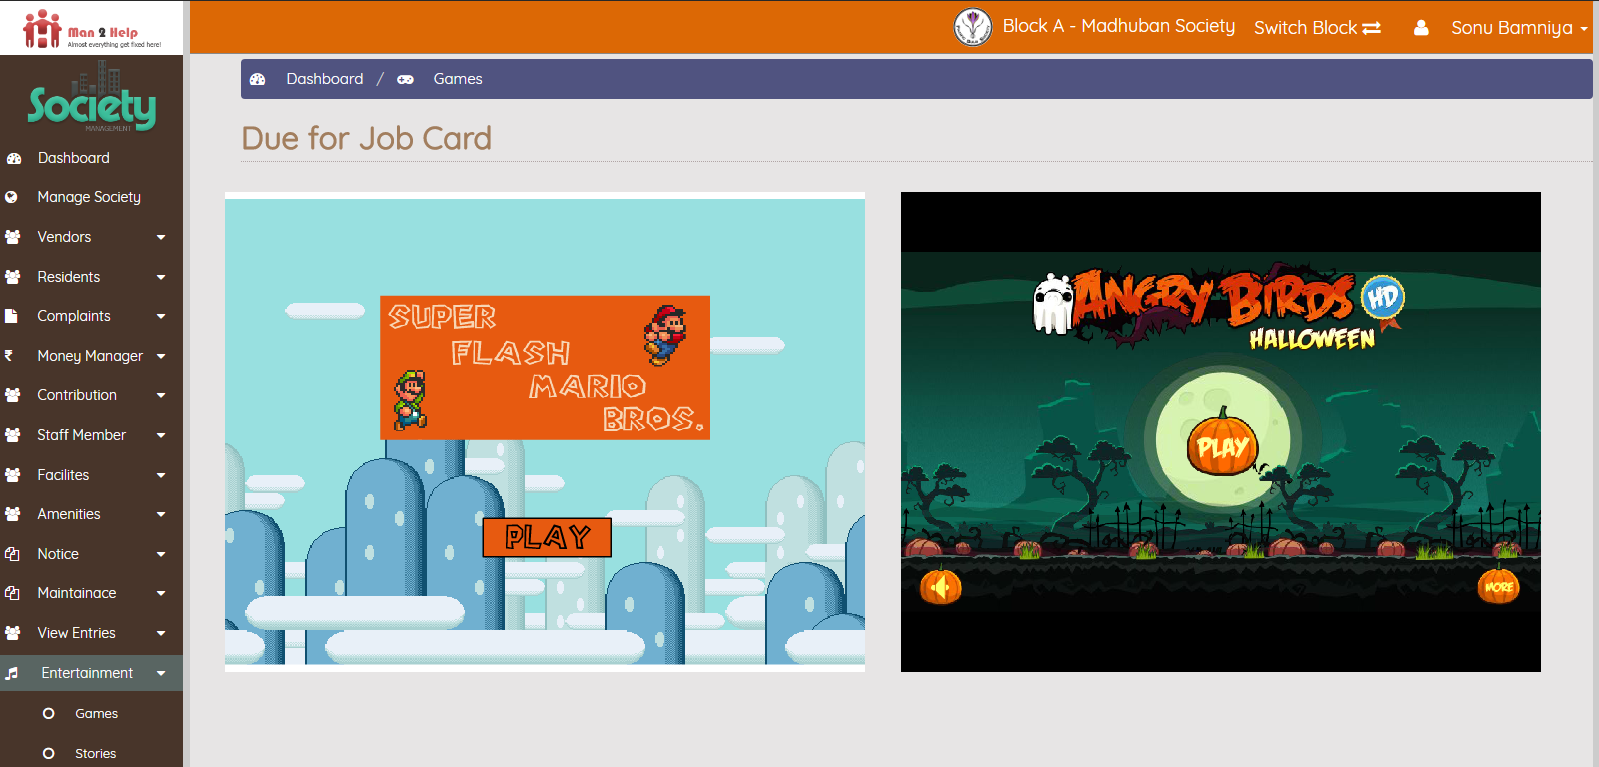 Man 2 Help
Almost everything get fixed here!
Block A - Madhuban Society
Switch Block
Sonu Bamniya
Society
MANAGEMENT
Dashboard / Games
Due for Job Card
Dashboard
Manage Society
Vendors
Residents
Complaints
Money Manager
Contribution
Staff Member
Facilites
Amenities
Notice
Maintainace
View Entries
Entertainment
Games
Stories
SUPER
FLASH
MARIO
BROS.
PLAY
ANGRY BIRDS HD
HALLOWEEN
PLAY
MORE